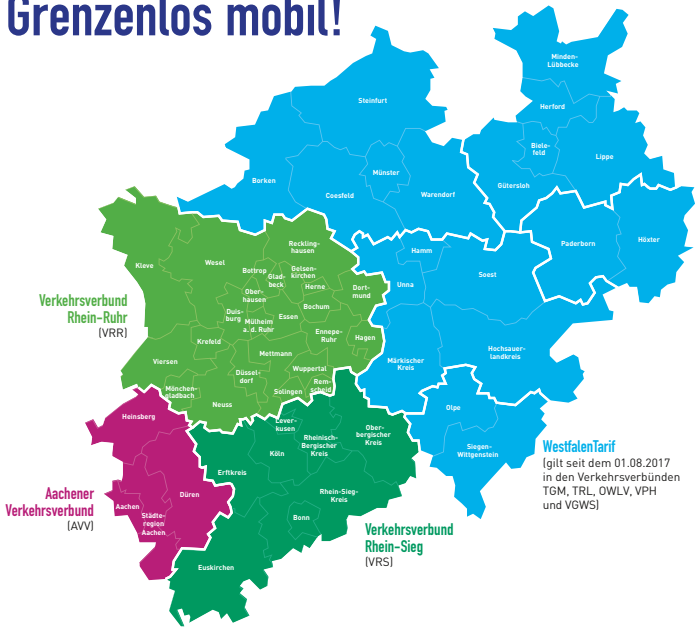 Grenzenlos mobil!
Minden-
Lübbecke
Steinfurt
Herford
Biele-
feld
Lippe
Borken
Coesfeld
Münster
Warendorf
Gütersloh
Paderborn
Höxter
Hamm
Soest
Unna
Hochsauer-
landkreis
Märkischer
Kreis
Olpe
Siegen-
Wittgenstein
Kleve
Wesel
Reckling-
hausen
Bottrop
Glad-
beck
Gelsen-
kirchen
Ober-
hausen
Herne
Dort-
mund
Duis-
burg
Mülheim
a. d. Ruhr
Essen
Bochum
Krefeld
Ennepe-
Ruhr
Hagen
Viersen
Mettmann
Düssel-
dorf
Wuppertal
Mönchen-
gladbach
Neuss
Solingen
Rem-
scheid
Verkehrsverbund
Rhein-Ruhr
(VRR)
Heinsberg
Düren
Aachen
Städte-
region
Aachen
Aachener
Verkehrsverbund
(AVV)
Lever-
kusen
Köln
Rheinisch-
Bergischer
Kreis
Ober-
bergischer
Kreis
Erftkreis
Rhein-Sieg-
Kreis
Bonn
Euskirchen
Verkehrsverbund
Rhein-Sieg
(VRS)
WestfalenTarif
(gilt seit dem 01.08.2017
in den Verkehrsverbünden
TGM, TRL, OWLV, VPH
und VGWS)